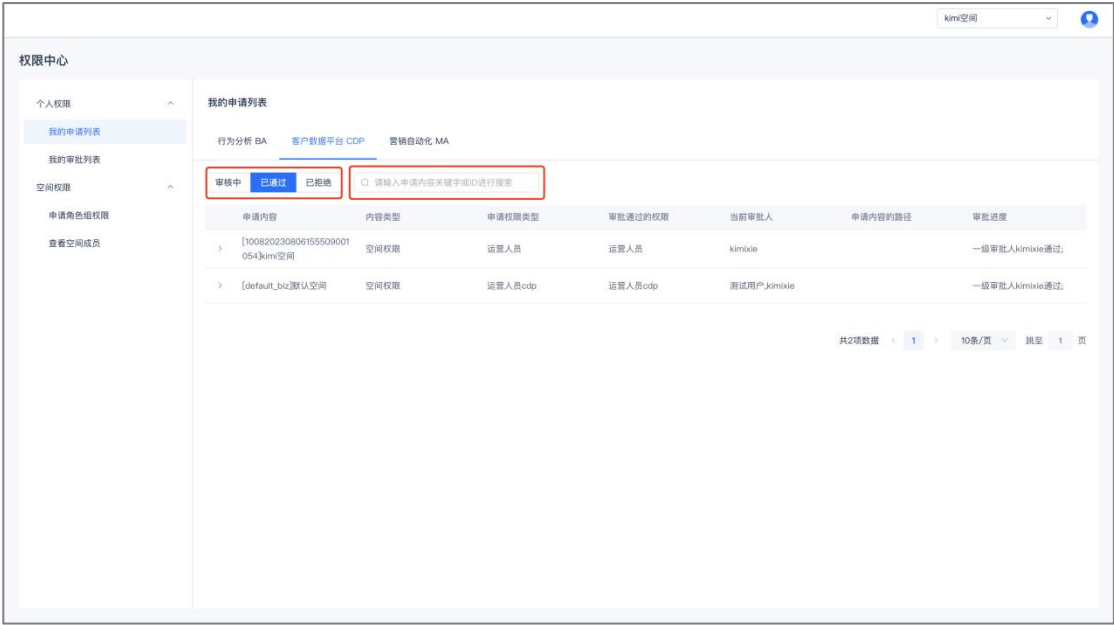 kimi空间
权限中心
个人权限
我的申请列表
我的审批列表
空间权限
申请角色组权限
查看空间成员
我的申请列表
行为分析 BA 客户数据平台 CDP 营销自动化 MA
审核中 已通过 已拒绝 请输入申请内容关键字或ID进行搜索
申请内容 内容类型 申请权限类型 审批通过的权限 当前审批人 申请内容的路径 审批进度
[100820230806155509001
054]kimi空间 空间权限 运营人员 运营人员 kimixie 一级审批人kimixie通过;
[default_biz]默认空间 空间权限 运营人员cdp 运营人员cdp 测试用户,kimixie 一级审批人kimixie通过;
共2项数据 1 10条/页 跳至 1 页